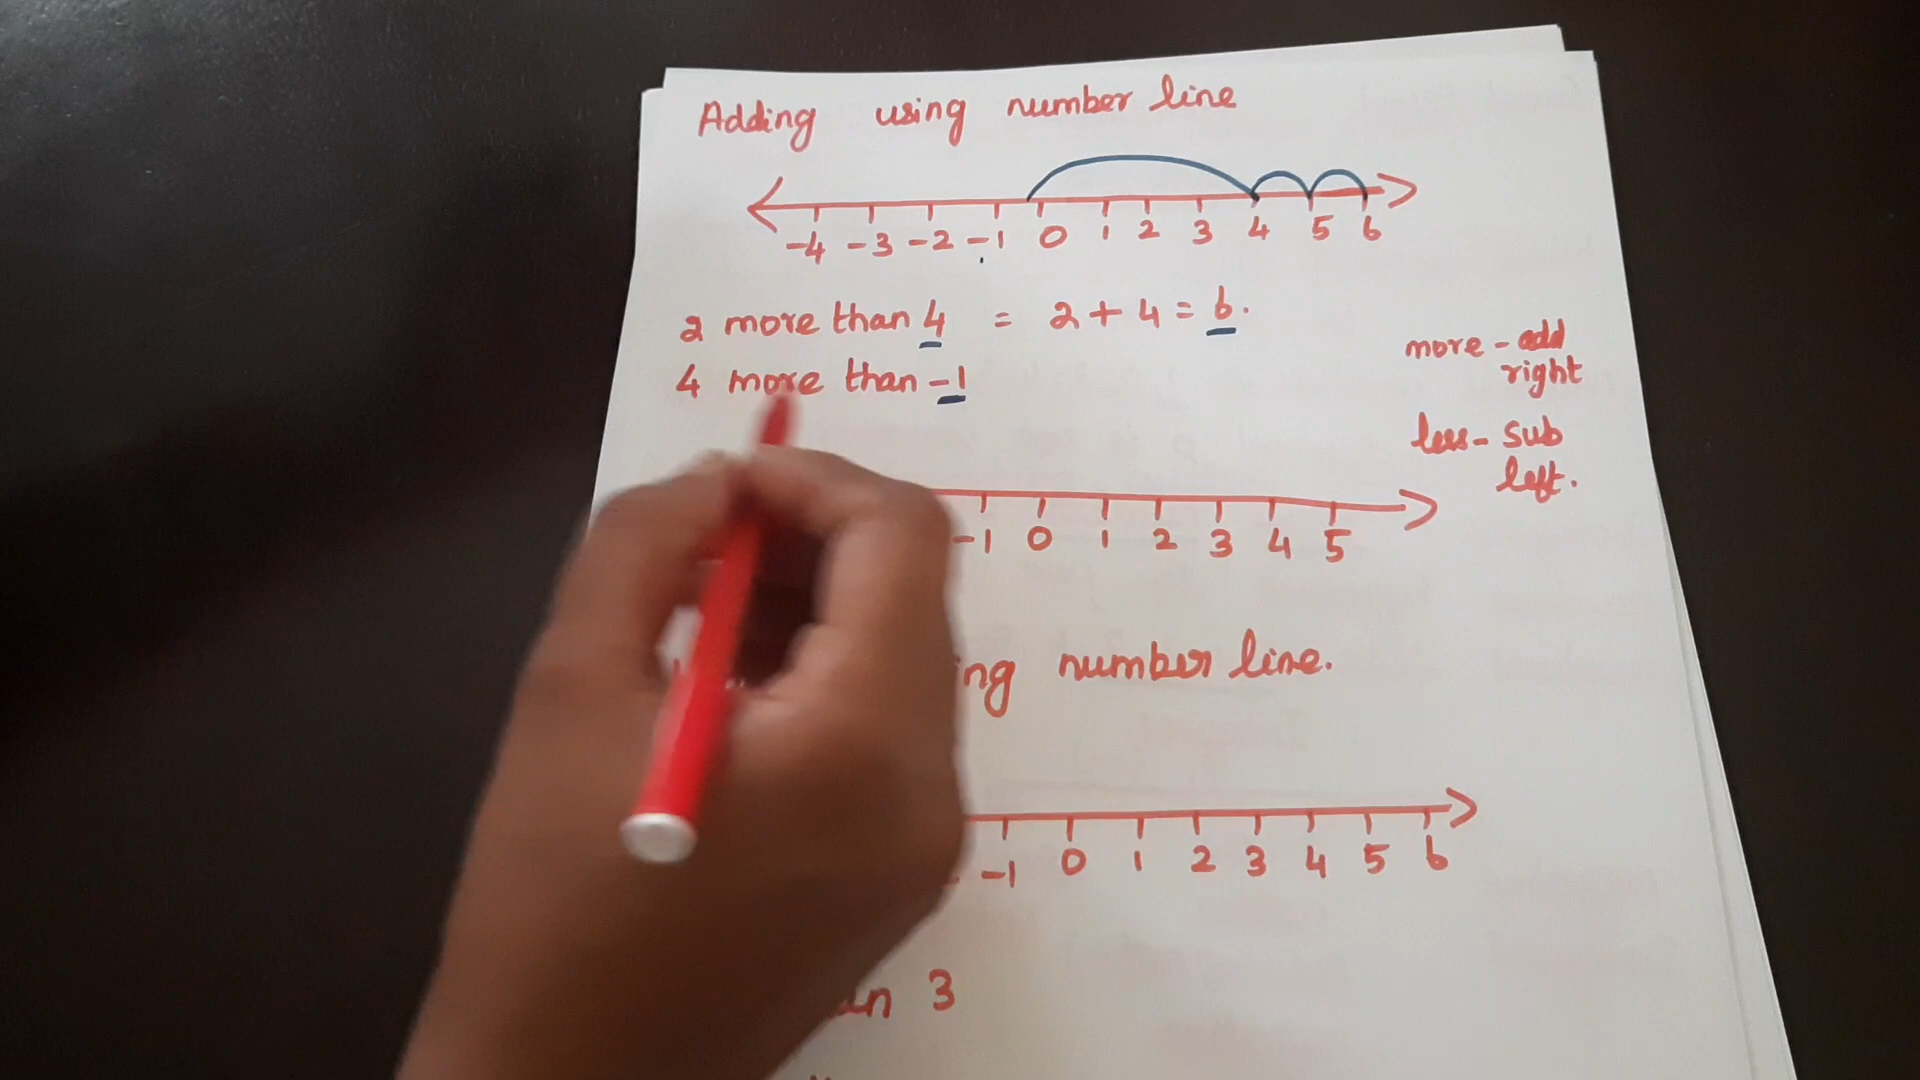 Adding using number line
-4 -3 -2 -1 0 1 2 3 4 5 6
2 more than 4 = 2 + 4 = 6.
4 more than -1
more - add
right
less - sub
left.
-1 0 1 2 3 4 5
number line.
-1 0 1 2 3 4 5 6
3